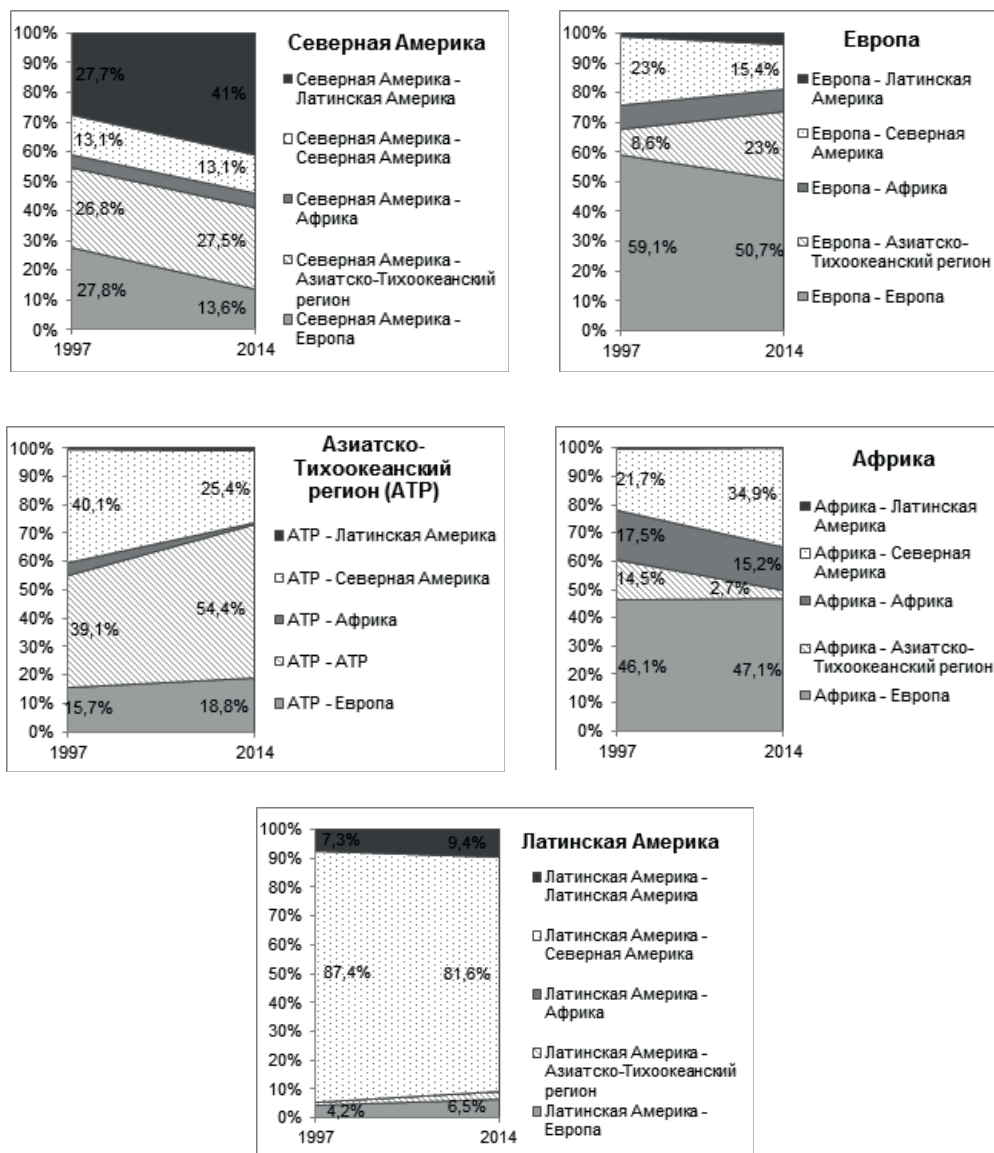 Северная Америка
100%
90%
80%
70%
60%
50%
40%
30%
20%
10%
0%
27,7%
41%
13,1%
13,1%
26,8%
27,5%
27,8%
13,6%
1997
2014
Северная Америка -
Латинская Америка
Северная Америка -
Северная Америка
Северная Америка -
Африка
Северная Америка -
Азиатско-Тихоокеанский
регион
Северная Америка -
Европа
Европа
100%
90%
80%
70%
60%
50%
40%
30%
20%
10%
0%
23%
15,4%
8,6%
23%
59,1%
50,7%
1997
2014
Европа - Латинская
Америка
Европа - Северная
Америка
Европа - Африка
Европа - Азиатско-
Тихоокеанский регион
Европа - Европа
Азиатско-
Тихоокеанский
регион (АТР)
100%
90%
80%
70%
60%
50%
40%
30%
20%
10%
0%
40,1%
25,4%
39,1%
54,4%
15,7%
18,8%
1997
2014
АТР - Латинская Америка
АТР - Северная Америка
АТР - Африка
АТР - АТР
АТР - Европа
Африка
100%
90%
80%
70%
60%
50%
40%
30%
20%
10%
0%
21,7%
34,9%
17,5%
15,2%
14,5%
2,7%
46,1%
47,1%
1997
2014
Африка - Латинская
Америка
Африка - Северная
Америка
Африка - Африка
Африка - Азиатско-
Тихоокеанский регион
Африка - Европа
Латинская Америка
100%
90%
80%
70%
60%
50%
40%
30%
20%
10%
0%
7,3%
9,4%
87,4%
81,6%
4,2%
6,5%
1997
2014
Латинская Америка -
Латинская Америка
Латинская Америка -
Северная Америка
Латинская Америка -
Африка
Латинская Америка -
Азиатско-Тихоокеанский
регион
Латинская Америка -
Европа